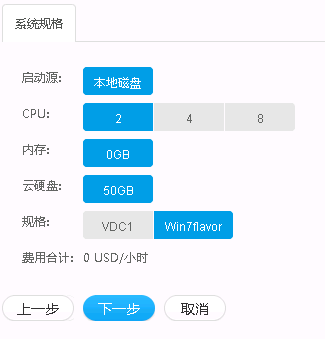 系统规格
启动源: 本地磁盘
CPU: 2 4 8
内存: 0GB
云硬盘: 50GB
规格: VDC1 Win7flavor
费用合计: 0 USD/小时
上一步 下一步 取消